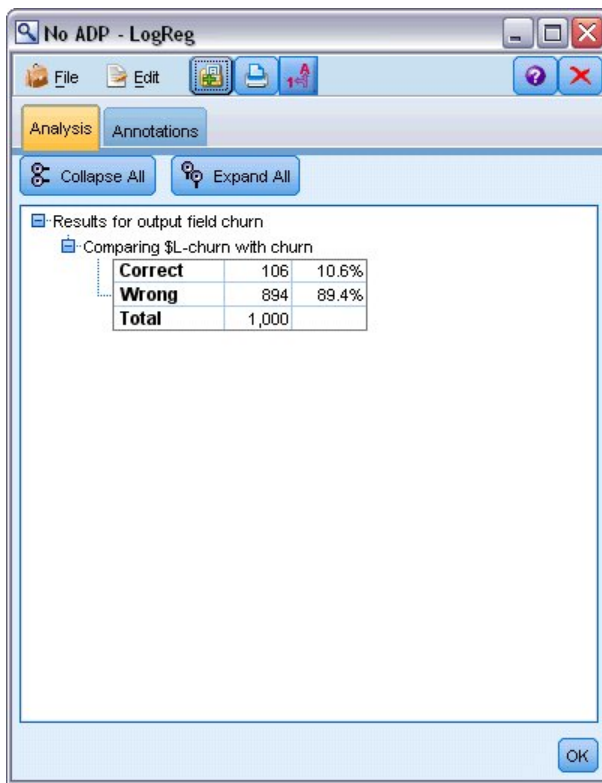 No ADP - LogReg
File Edit
Analysis Annotations
Collapse All Expand All
Results for output field churn
Comparing $L-churn with churn
Correct 106 10.6%
Wrong 894 89.4%
Total 1,000
OK